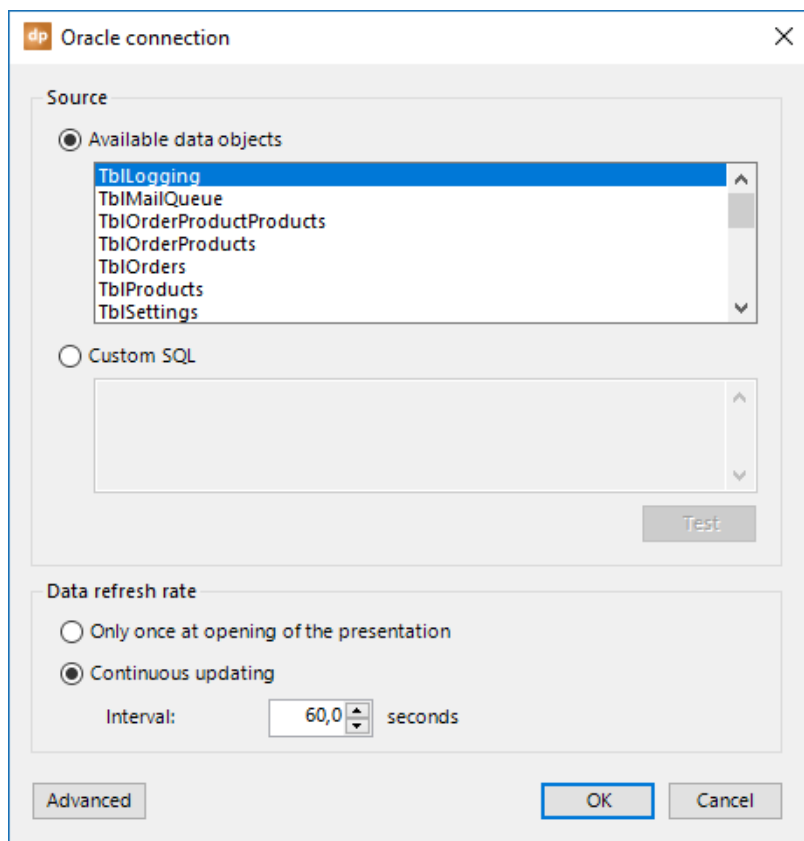 dp Oracle connection
Source
Available data objects
TblLogging
TblMailQueue
TblOrderProductProducts
TblOrderProducts
TblOrders
TblProducts
TblSettings
Custom SQL
Test
Data refresh rate
Only once at opening of the presentation
Continuous updating
Interval: 60,0 seconds
Advanced OK Cancel